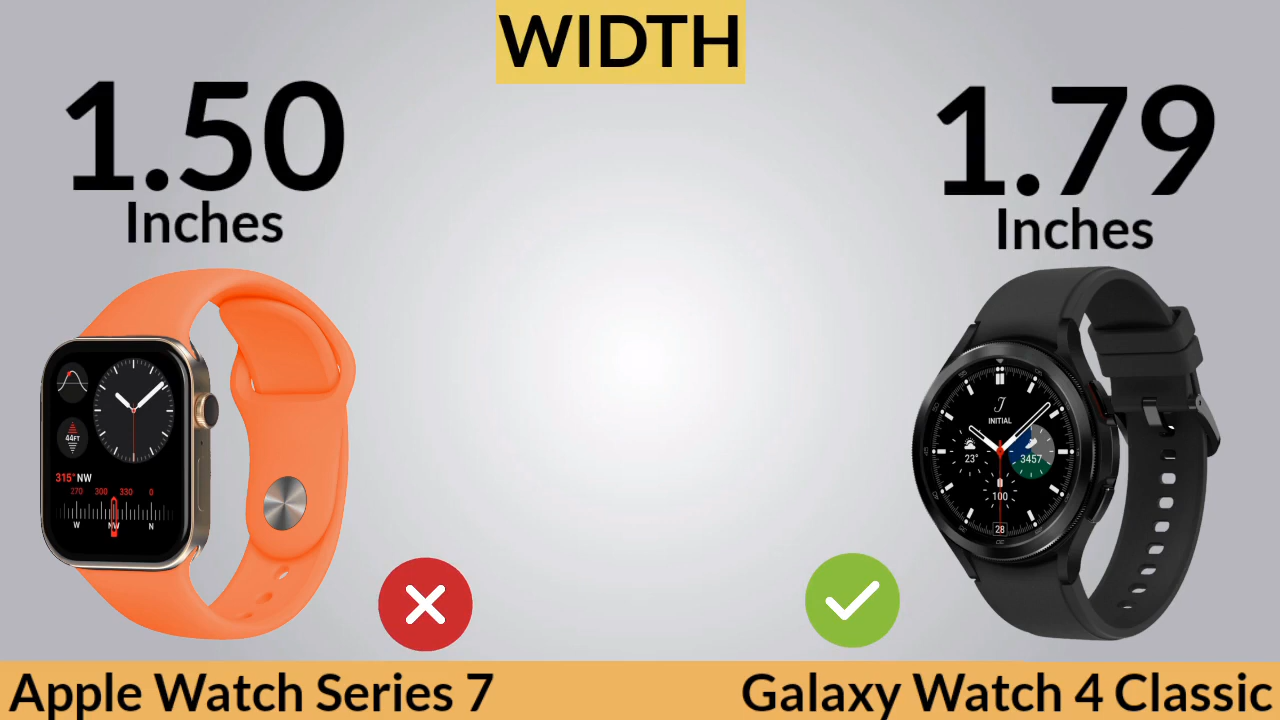 WIDTH
1.50
Inches
1.79
Inches
44FT
315° NW
270 300 330 0
W NW N
INITIAL
23°
3457
100
28
Apple Watch Series 7
Galaxy Watch 4 Classic